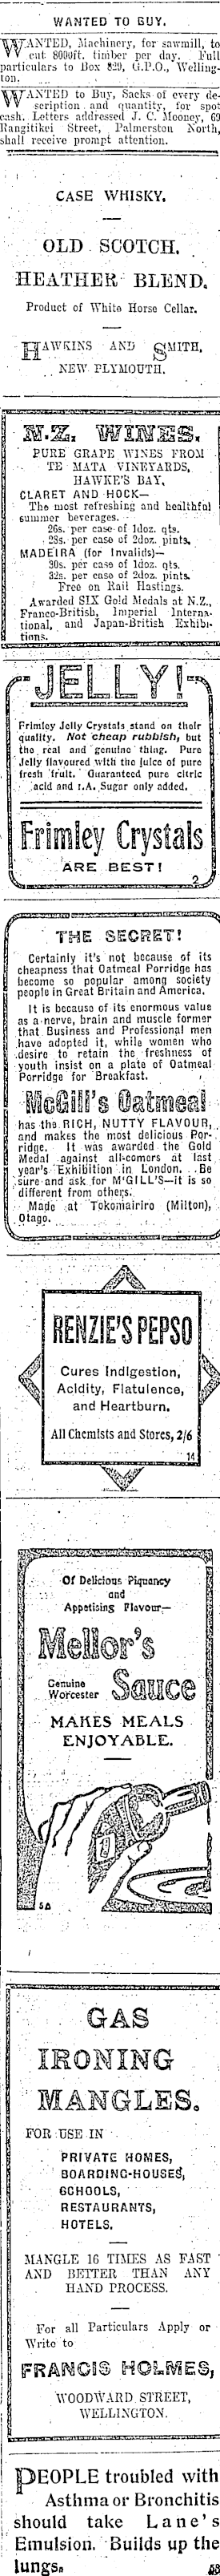 WANTED TO BUY.
WANTED, Machinery, for sawmill, to
cut 8000ft. timber per day. Full
particulars to Box 829, G.P.O., Welling-
ton.
WANTED to Buy, Sacks of every de-
scription and quantity, for spot
cash. Letters addressed J. C. Mooney, 69
Rangitikei Street, Palmerston North,
shall receive prompt attention.
CASE WHISKY.
OLD SCOTCH.
HEATHER BLEND.
Product of White Horse Cellar.
HAWKINS AND SMITH,
NEW PLYMOUTH.
N.Z. WINES.
PURE GRAPE WINES FROM
TE MATA VINEYARDS,
HAWKE'S BAY,
CLARET AND HOCK—
The most refreshing and healthful
summer beverages.
26s. per case of 1doz. qts.
28s. per case of 2doz. pints.
MADEIRA (for Invalids)—
30s. per case of 1doz. qts.
32s. per case of 2doz. pints.
Free on Rail Hastings.
Awarded SIX Gold Medals at N.Z.,
Franco-British, Imperial Interna-
tional, and Japan-British Exhibi-
tions.
JELLY!
Frimley Jelly Crystals stand on their
quality. Not cheap rubbish, but
the real and genuine thing. Pure
Jelly flavoured with the juice of pure
fresh fruit. Guaranteed pure citric
acid and 1.A. Sugar only added.
Frimley Crystals
ARE BEST!
2
THE SECRET!
Certainly it's not because of its
cheapness that Oatmeal Porridge has
become so popular among society
people in Great Britain and America.
It is because of its enormous value
as a nerve, brain and muscle former
that Business and Professional men
have adopted it, while women who
desire to retain the freshness of
youth insist on a plate of Oatmeal
Porridge for Breakfast.
McGill's Oatmeal
has the RICH, NUTTY FLAVOUR,
and makes the most delicious Por-
ridge. It was awarded the Gold
Medal against all-comers at last
year's Exhibition in London. Be
sure and ask for M'GILL'S—it is so
different from others.
Made at Tokomairiro (Milton),
Otago.
RENZIE'S PEPSO
Cures Indigestion,
Acidity, Flatulence,
and Heartburn.
All Chemists and Stores, 2/6
14
Of Delicious Piquancy
and
Appetising Flavour—
Mellor's
Genuine
Worcester Sauce
MAKES MEALS
ENJOYABLE.
5A
GAS
IRONING
MANGLES.
FOR USE IN
PRIVATE HOMES,
BOARDING-HOUSES,
SCHOOLS,
RESTAURANTS,
HOTELS.
MANGLE 16 TIMES AS FAST
AND BETTER THAN ANY
HAND PROCESS.
For all Particulars Apply or
Write to
FRANCIS HOLMES,
WOODWARD STREET,
WELLINGTON.
PEOPLE troubled with
Asthma or Bronchitis
should take Lane's
Emulsion. Builds up the
lungs.